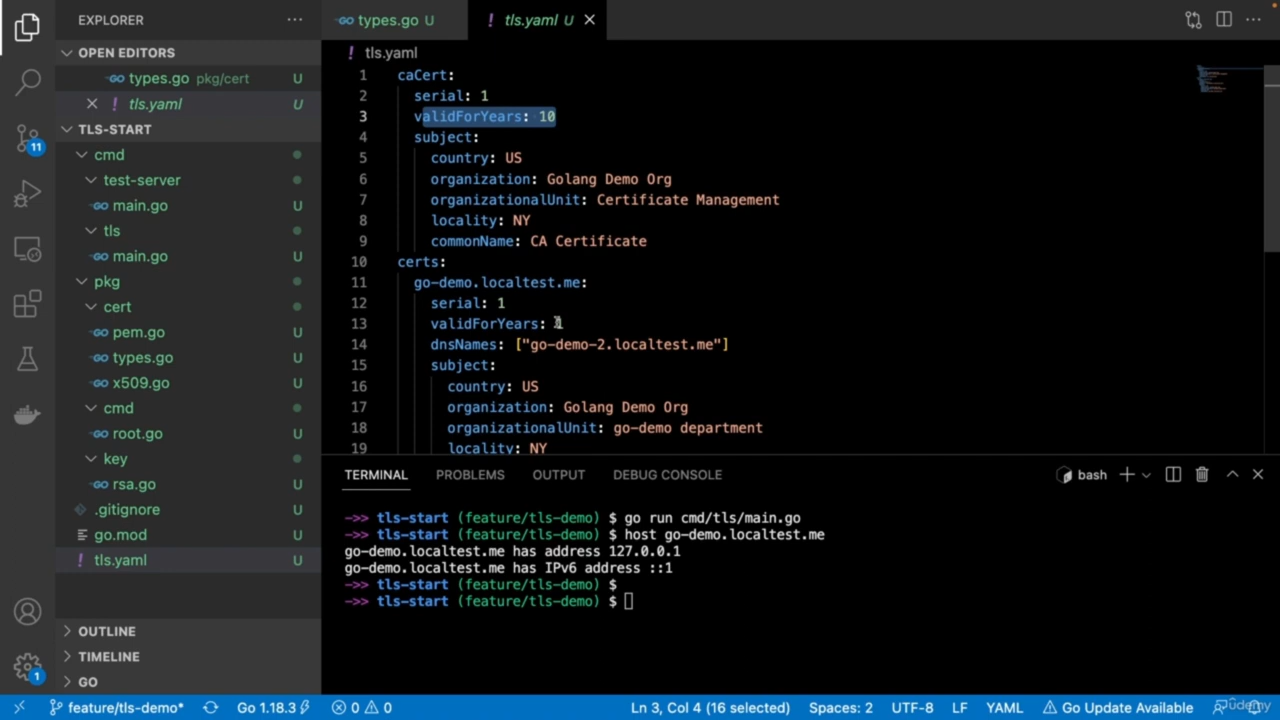 EXPLORER
OPEN EDITORS
types.go pkg/cert U
tls.yaml U
TLS-START
cmd
test-server
main.go U
tls
main.go U
pkg
cert
pem.go U
types.go U
x509.go U
cmd
root.go U
key
rsa.go U
.gitignore U
go.mod U
tls.yaml U
OUTLINE
TIMELINE
GO
11
1
types.go U
tls.yaml U
tls.yaml
1 caCert:
2 serial: 1
3 validForYears: 10
4 subject:
5 country: US
6 organization: Golang Demo Org
7 organizationalUnit: Certificate Management
8 locality: NY
9 commonName: CA Certificate
10 certs:
11 go-demo.localtest.me:
12 serial: 1
13 validForYears: 1
14 dnsNames: ["go-demo-2.localtest.me"]
15 subject:
16 country: US
17 organization: Golang Demo Org
18 organizationalUnit: go-demo department
19 locality: NY
TERMINAL PROBLEMS OUTPUT DEBUG CONSOLE bash
->> tls-start (feature/tls-demo) $ go run cmd/tls/main.go
->> tls-start (feature/tls-demo) $ host go-demo.localtest.me
go-demo.localtest.me has address 127.0.0.1
go-demo.localtest.me has IPv6 address ::1
->> tls-start (feature/tls-demo) $
->> tls-start (feature/tls-demo) $
feature/tls-demo* Go 1.18.3 0 0 Ln 3, Col 4 (16 selected) Spaces: 2 UTF-8 LF YAML Go Update Available
Udemy